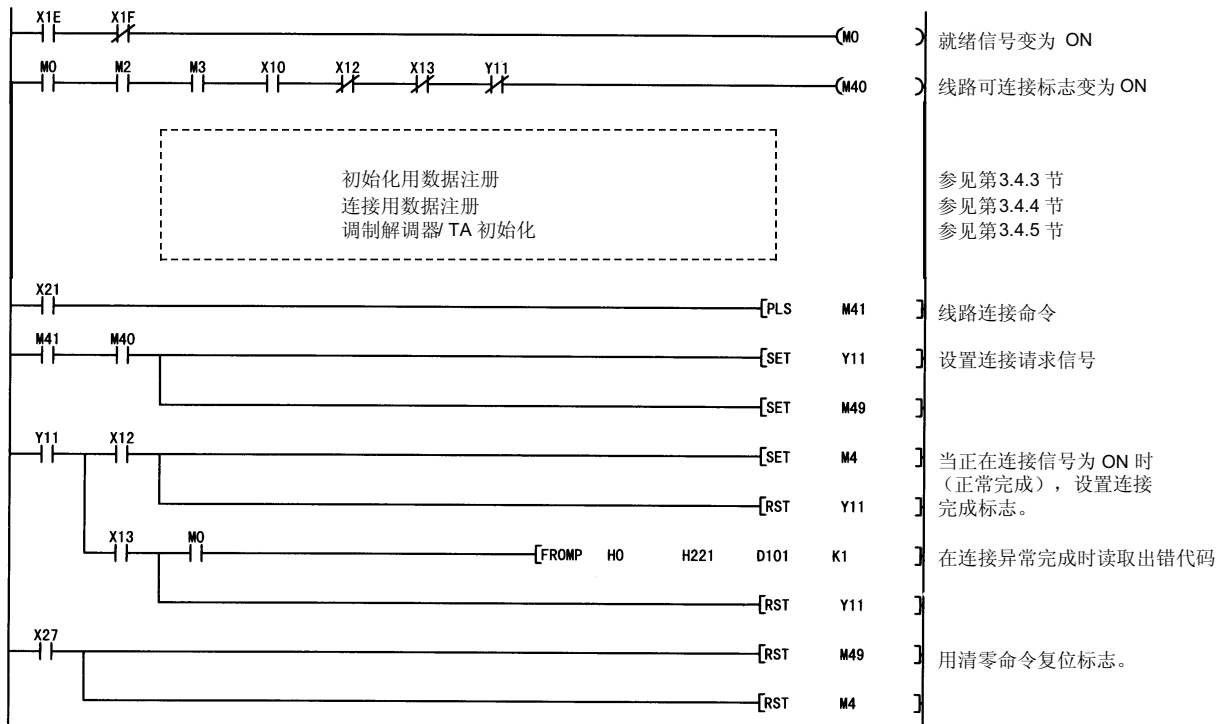 X1E X1F
(M0 ) 就绪信号变为 ON
M0 M2 M3 X10 X12 X13 Y11
(M40 ) 线路可连接标志变为 ON
初始化用数据注册 参见第3.4.3 节
连接用数据注册 参见第3.4.4 节
调制解调器/ TA 初始化 参见第3.4.5 节
X21
[PLS M41 ] 线路连接命令
M41 M40
[SET Y11 ] 设置连接请求信号
[SET M49 ]
Y11 X12
[SET M4 ] 当正在连接信号为 ON 时
（正常完成），设置连接
[RST Y11 ] 完成标志。
X13 M0
[FROMP H0 H221 D101 K1 ] 在连接异常完成时读取出错代码
[RST Y11 ]
X27
[RST M49 ] 用清零命令复位标志。
[RST M4 ]